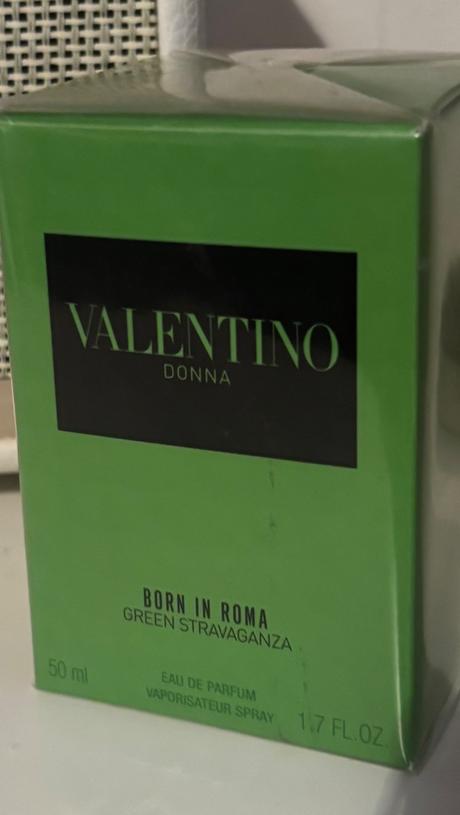 VALENTINO
DONNA
BORN IN ROMA
GREEN STRAVAGANZA
50 ml
EAU DE PARFUM
VAPORISATEUR SPRAY
1.7 FL.OZ.